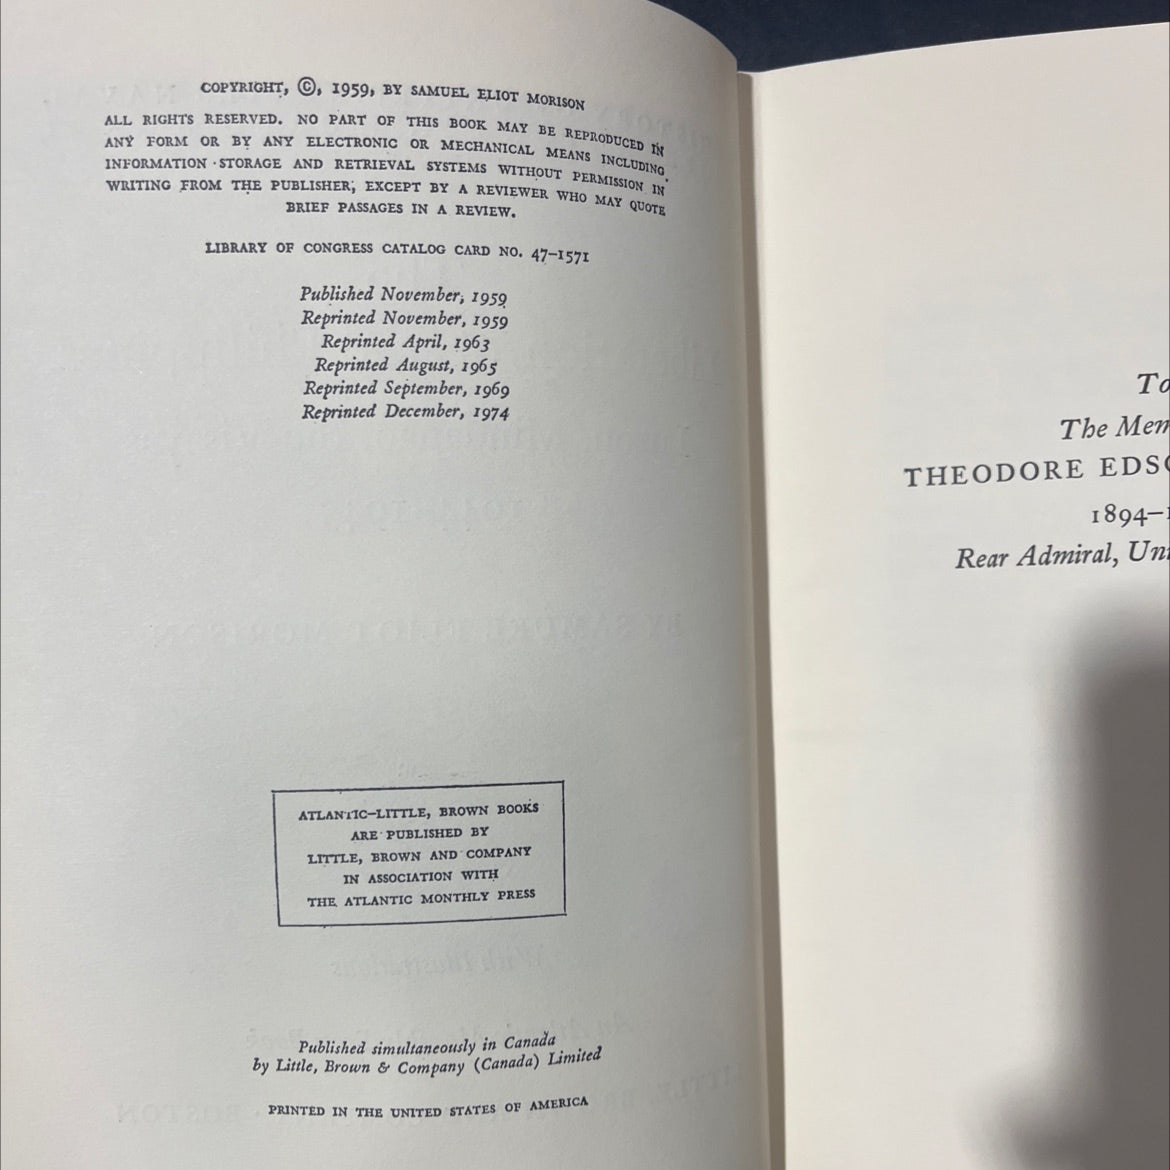 COPYRIGHT, ©, 1959, BY SAMUEL ELIOT MORISON
ALL RIGHTS RESERVED. NO PART OF THIS BOOK MAY BE REPRODUCED IN
ANY FORM OR BY ANY ELECTRONIC OR MECHANICAL MEANS INCLUDING
INFORMATION STORAGE AND RETRIEVAL SYSTEMS WITHOUT PERMISSION IN
WRITING FROM THE PUBLISHER, EXCEPT BY A REVIEWER WHO MAY QUOTE
BRIEF PASSAGES IN A REVIEW.
LIBRARY OF CONGRESS CATALOG CARD NO. 47-1571
Published November, 1959
Reprinted November, 1959
Reprinted April, 1963
Reprinted August, 1965
Reprinted September, 1969
Reprinted December, 1974
ATLANTIC-LITTLE, BROWN BOOKS
ARE PUBLISHED BY
LITTLE, BROWN AND COMPANY
IN ASSOCIATION WITH
THE ATLANTIC MONTHLY PRESS
Published simultaneously in Canada
by Little, Brown & Company (Canada) Limited
PRINTED IN THE UNITED STATES OF AMERICA
To
The Mem
THEODORE EDS
1894-1
Rear Admiral, Uni